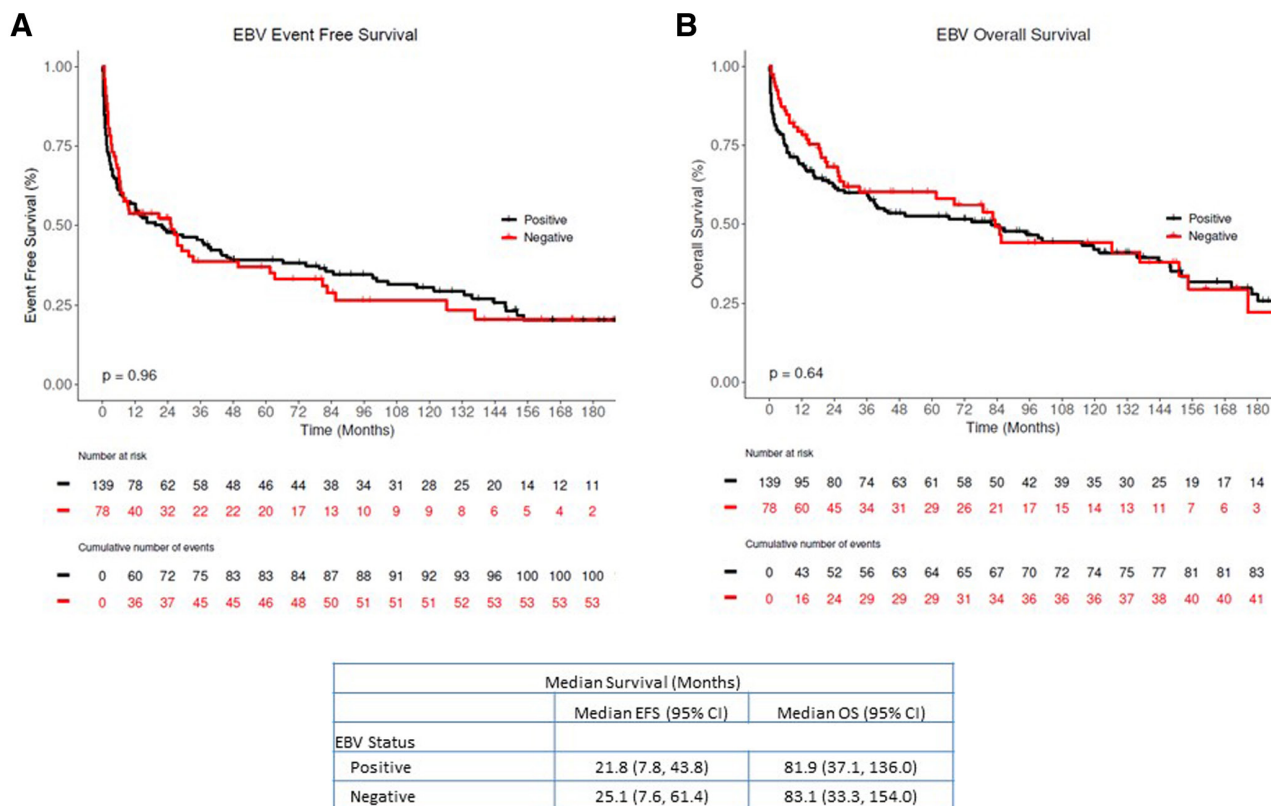 A
EBV Event Free Survival
Event Free Survival (%)
1.00
0.75
0.50
0.25
0.00
Positive
Negative
p = 0.96
0 12 24 36 48 60 72 84 96 108 120 132 144 156 168 180
Time (Months)
Number at risk
139 78 62 58 48 46 44 38 34 31 28 25 20 14 12 11
78 40 32 22 22 20 17 13 10 9 9 8 6 5 4 2
Cumulative number of events
0 60 72 75 83 83 84 87 88 91 92 93 96 100 100 100
0 36 37 45 45 46 48 50 51 51 51 52 53 53 53 53
B
EBV Overall Survival
Overall Survival (%)
1.00
0.75
0.50
0.25
0.00
Positive
Negative
p = 0.64
0 12 24 36 48 60 72 84 96 108 120 132 144 156 168 180
Time (Months)
Number at risk
139 95 80 74 63 61 58 50 42 39 35 30 25 19 17 14
78 60 45 34 31 29 26 21 17 15 14 13 11 7 6 3
Cumulative number of events
0 43 52 56 63 64 65 67 70 72 74 75 77 81 81 83
0 16 24 29 29 29 31 34 36 36 36 37 38 40 40 41
Median Survival (Months)
Median EFS (95% CI) Median OS (95% CI)
EBV Status
Positive 21.8 (7.8, 43.8) 81.9 (37.1, 136.0)
Negative 25.1 (7.6, 61.4) 83.1 (33.3, 154.0)